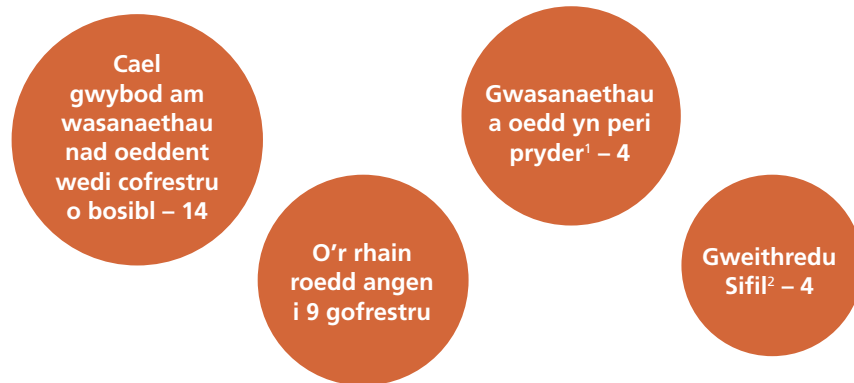 Cael
gwybod am
wasanaethau
nad oeddent
wedi cofrestru
o bosibl – 14
O'r rhain
roedd angen
i 9 gofrestru
Gwasanaethau
a oedd yn peri
pryder¹ – 4
Gweithredu
Sifil² – 4